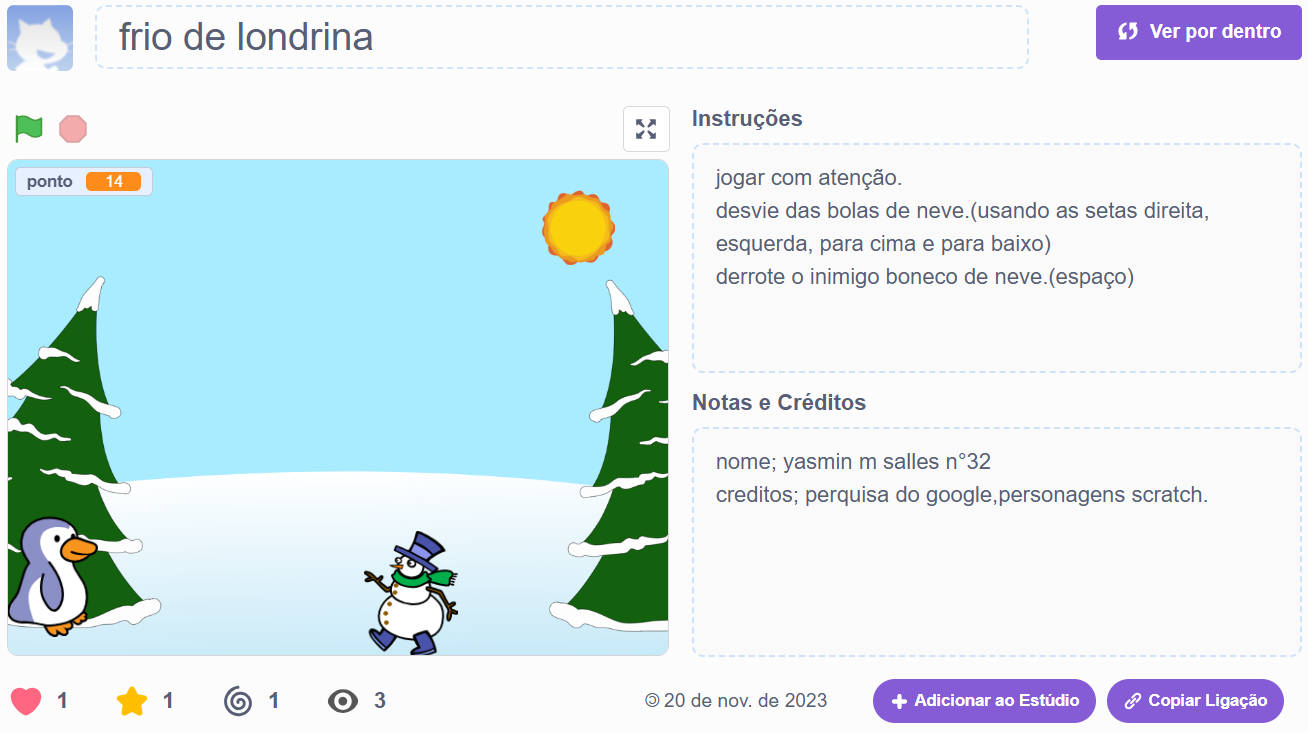 frio de londrina
Ver por dentro
ponto 14
Instruções
jogar com atenção.
desvie das bolas de neve.(usando as setas direita,
esquerda, para cima e para baixo)
derrote o inimigo boneco de neve.(espaço)
Notas e Créditos
nome; yasmin m salles n°32
creditos; perquisa do google,personagens scratch.
1
1
1
3
20 de nov. de 2023
Adicionar ao Estúdio
Copiar Ligação